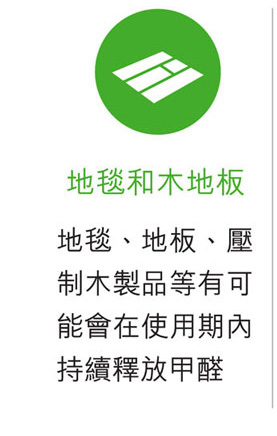 地毯和木地板
地毯、地板、壓
制木製品等有可
能會在使用期內
持續釋放甲醛